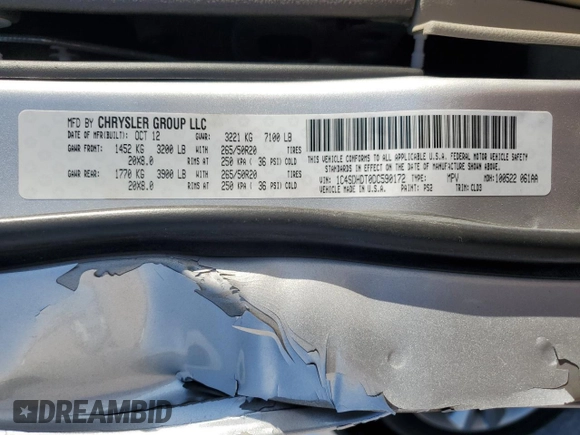 MFD BY CHRYSLER GROUP LLC
DATE OF MFR(BUILT): OCT 12 GVWR: 3221 KG 7100 LB
GAWR FRONT: 1452 KG 3200 LB WITH 265/50R20 TIRES
20X8.0 RIMS AT 250 KPA ( 36 PSI) COLD
GAWR REAR: 1770 KG 3900 LB WITH 265/50R20 TIRES
20X8.0 RIMS AT 250 KPA ( 36 PSI) COLD
THIS VEHICLE CONFORMS TO ALL APPLICABLE U.S.A. FEDERAL MOTOR VEHICLE SAFETY
STANDARDS IN EFFECT ON THE DATE OF MANUFACTURE SHOWN ABOVE.
VIN: 1C4SDHDT0DC590172 TYPE: MPV MDH: 100522 061AA
VEHICLE MADE IN U.S.A. PAINT: PS2 TRIM: CLDS
DREAMBID